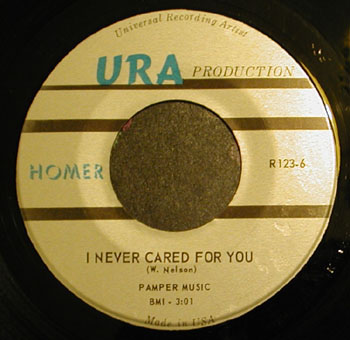 Universal Recording Artist
URA PRODUCTION
HOMER
R123-6
I NEVER CARED FOR YOU
(W. Nelson)
PAMPER MUSIC
BMI - 3:01
Made in USA